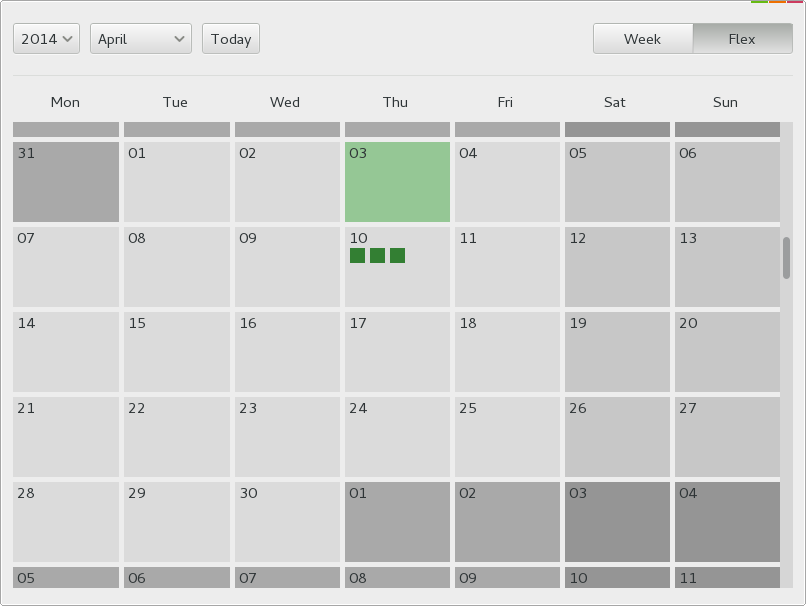 2014 April Today Week Flex
Mon Tue Wed Thu Fri Sat Sun
31 01 02 03 04 05 06
07 08 09 10 11 12 13
14 15 16 17 18 19 20
21 22 23 24 25 26 27
28 29 30 01 02 03 04
05 06 07 08 09 10 11